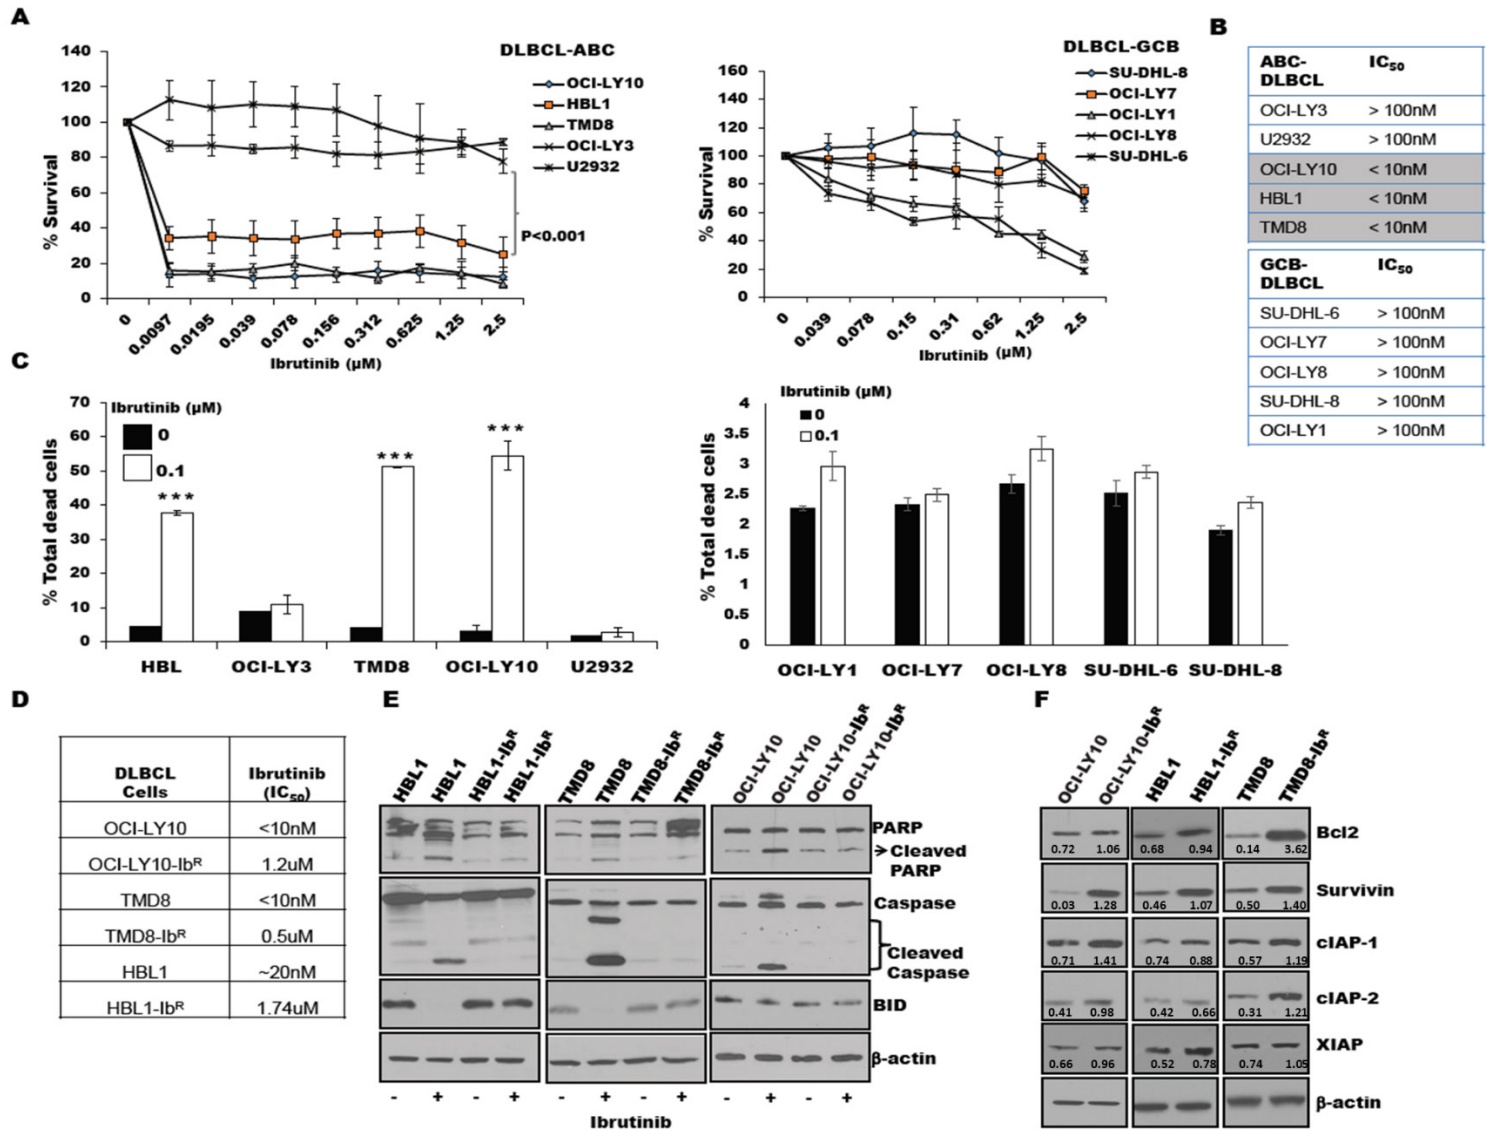 A
DLBCL-ABC
OCI-LY10
HBL1
TMD8
OCI-LY3
U2932
% Survival
140
120
100
80
60
40
20
0
P<0.001
0 0.0097 0.0195 0.039 0.078 0.156 0.312 0.625 1.25 2.5
Ibrutinib (µM)
DLBCL-GCB
SU-DHL-8
OCI-LY7
OCI-LY1
OCI-LY8
SU-DHL-6
% Survival
160
140
120
100
80
60
40
20
0
0 0.039 0.078 0.15 0.31 0.62 1.25 2.5
Ibrutinib (µM)
B
ABC-DLBCL IC50
OCI-LY3 > 100nM
U2932 > 100nM
OCI-LY10 < 10nM
HBL1 < 10nM
TMD8 < 10nM
GCB-DLBCL IC50
SU-DHL-6 > 100nM
OCI-LY7 > 100nM
OCI-LY8 > 100nM
SU-DHL-8 > 100nM
OCI-LY1 > 100nM
C
Ibrutinib (µM)
0
0.1
% Total dead cells
70
60
50
40
30
20
10
0
*** *** ***
HBL OCI-LY3 TMD8 OCI-LY10 U2932
Ibrutinib (µM)
0
0.1
% Total dead cells
4
3.5
3
2.5
2
1.5
1
0.5
0
OCI-LY1 OCI-LY7 OCI-LY8 SU-DHL-6 SU-DHL-8
D
DLBCL Cells Ibrutinib (IC50)
OCI-LY10 <10nM
OCI-LY10-IbR 1.2uM
TMD8 <10nM
TMD8-IbR 0.5uM
HBL1 ~20nM
HBL1-IbR 1.74uM
E
HBL1 HBL1 HBL1-IbR HBL1-IbR TMD8 TMD8 TMD8-IbR TMD8-IbR OCI-LY10 OCI-LY10 OCI-LY10-IbR OCI-LY10-IbR
PARP
Cleaved PARP
Caspase
Cleaved Caspase
BID
β-actin
- + - + - + - + - + - +
Ibrutinib
F
OCI-LY10 OCI-LY10-IbR HBL1 HBL1-IbR TMD8 TMD8-IbR
Bcl2
0.72 1.06 0.68 0.94 0.14 3.62
Survivin
0.03 1.28 0.46 1.07 0.50 1.40
cIAP-1
0.71 1.41 0.74 0.88 0.57 1.19
cIAP-2
0.41 0.98 0.42 0.66 0.31 1.21
XIAP
0.66 0.96 0.52 0.78 0.74 1.05
β-actin